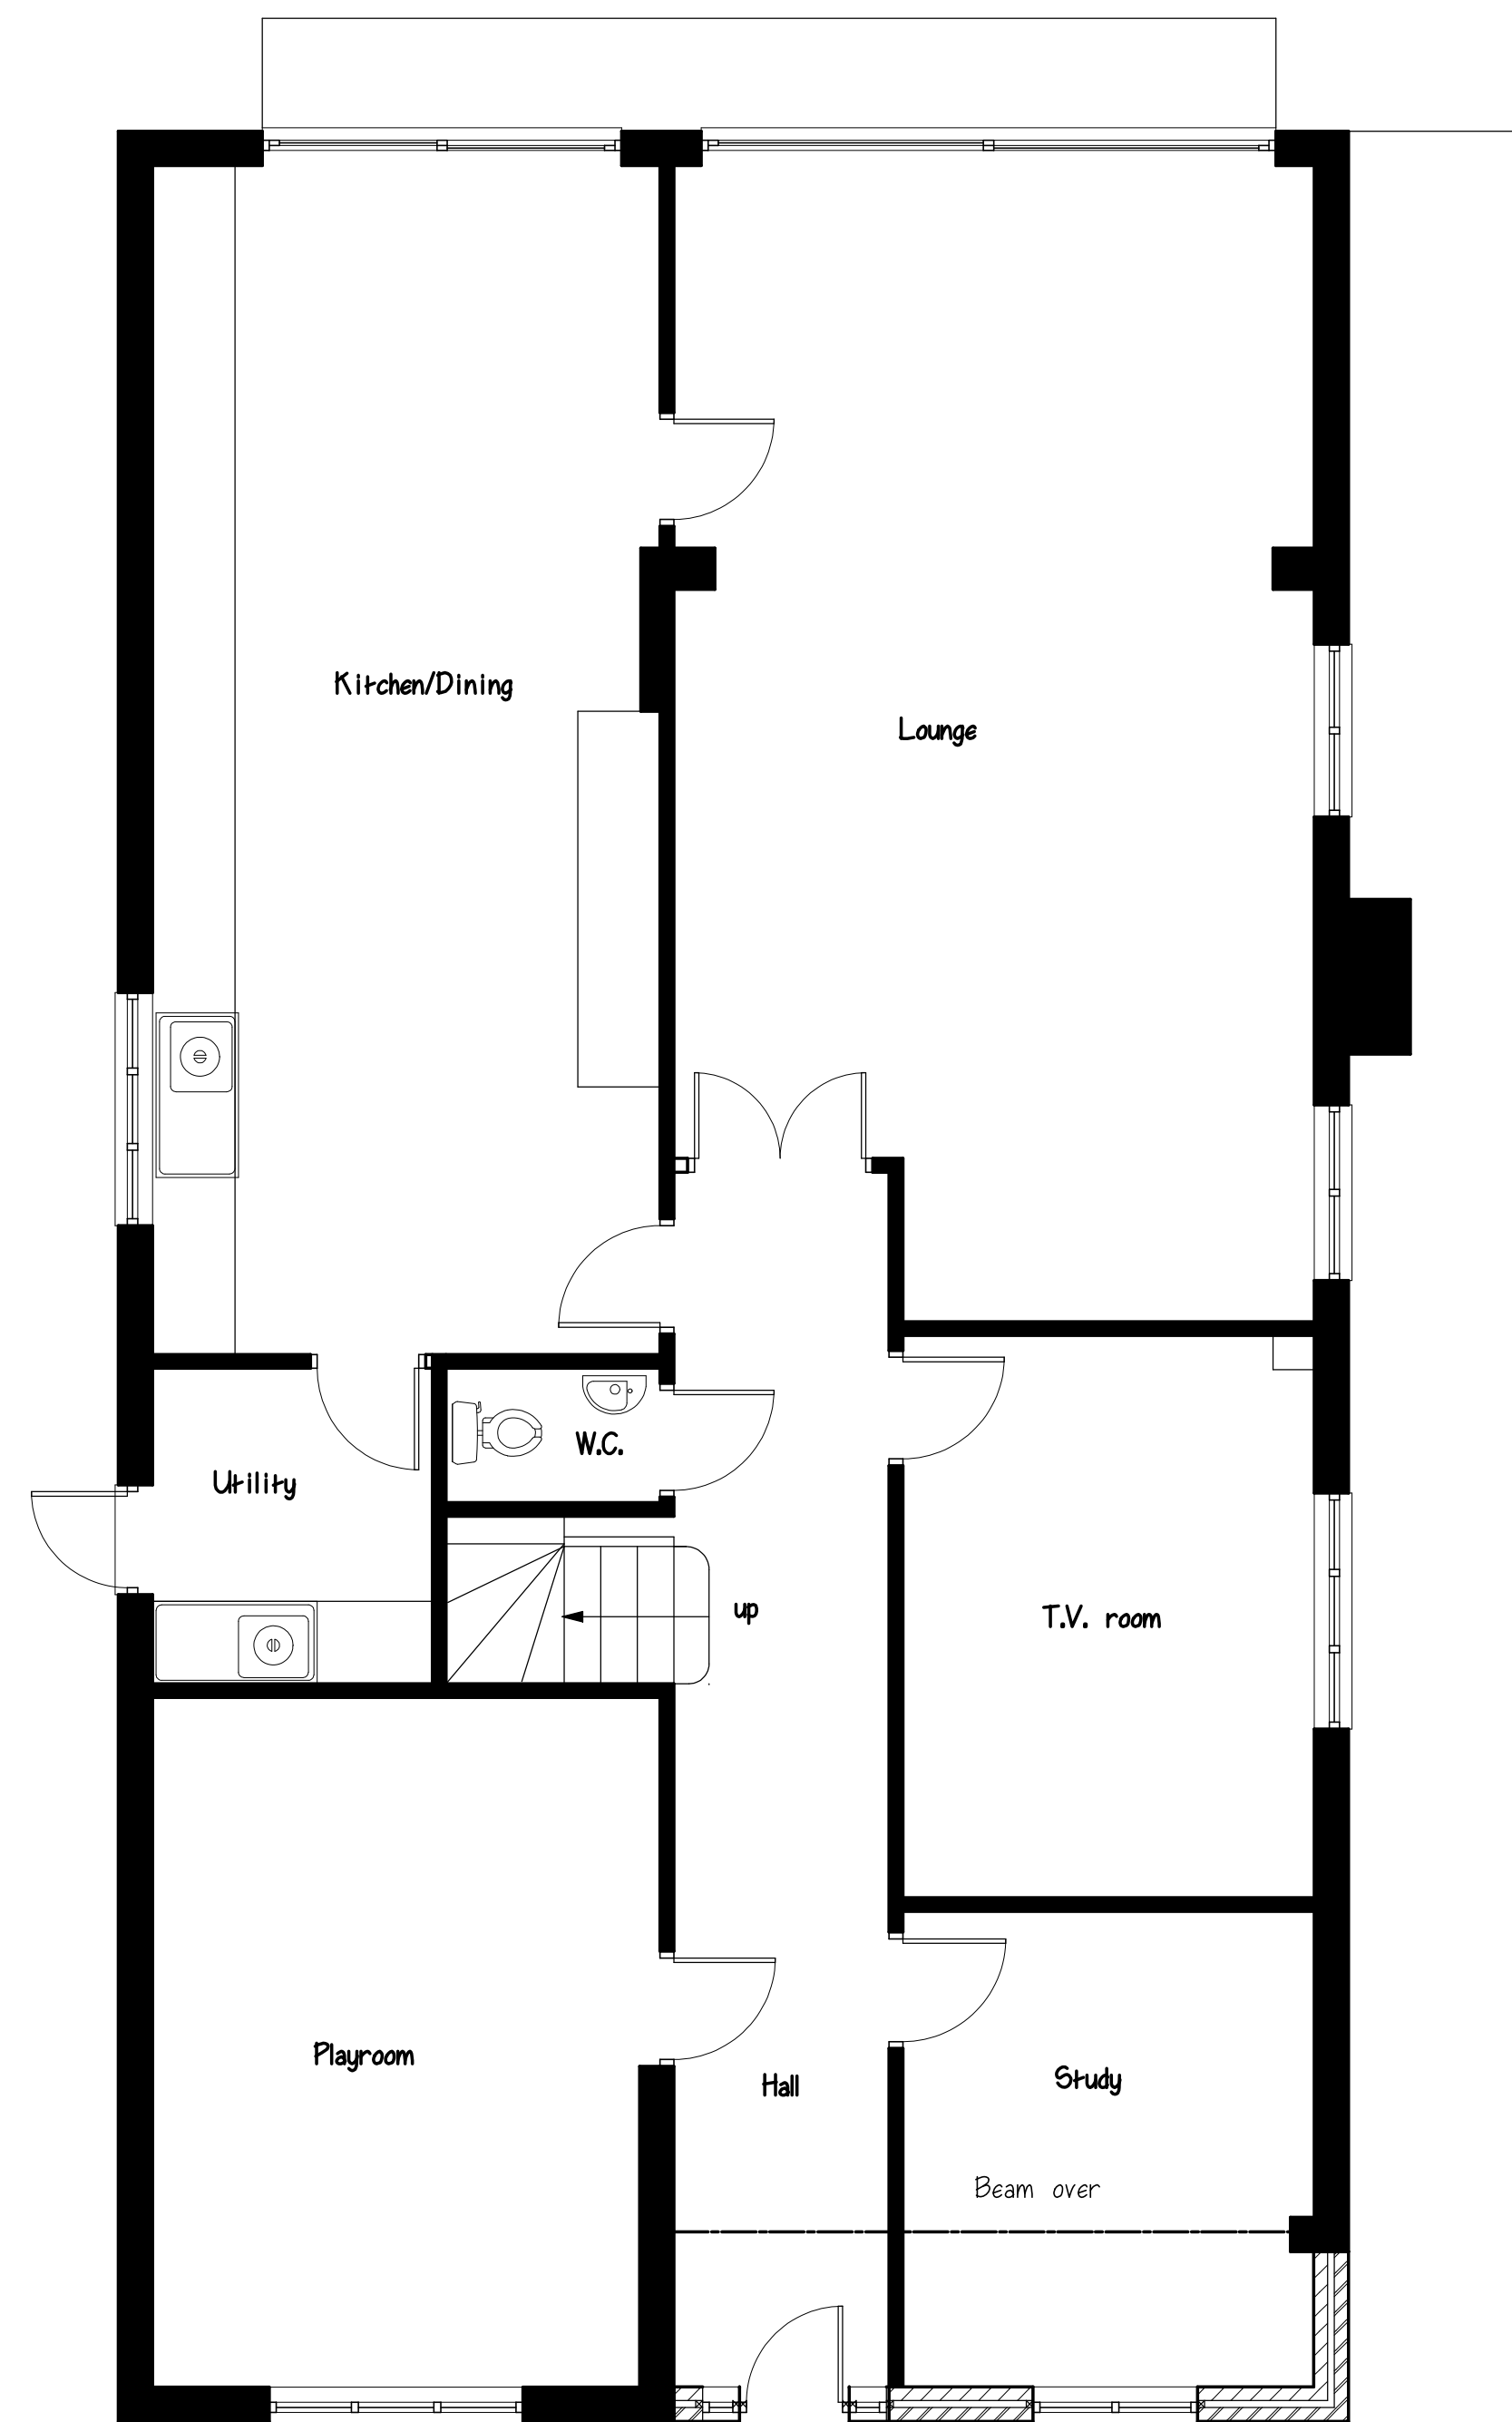 Kitchen/Dining
Lounge
W.C.
Utility
up
T.V. room
Playroom
Hall
Study
Beam over